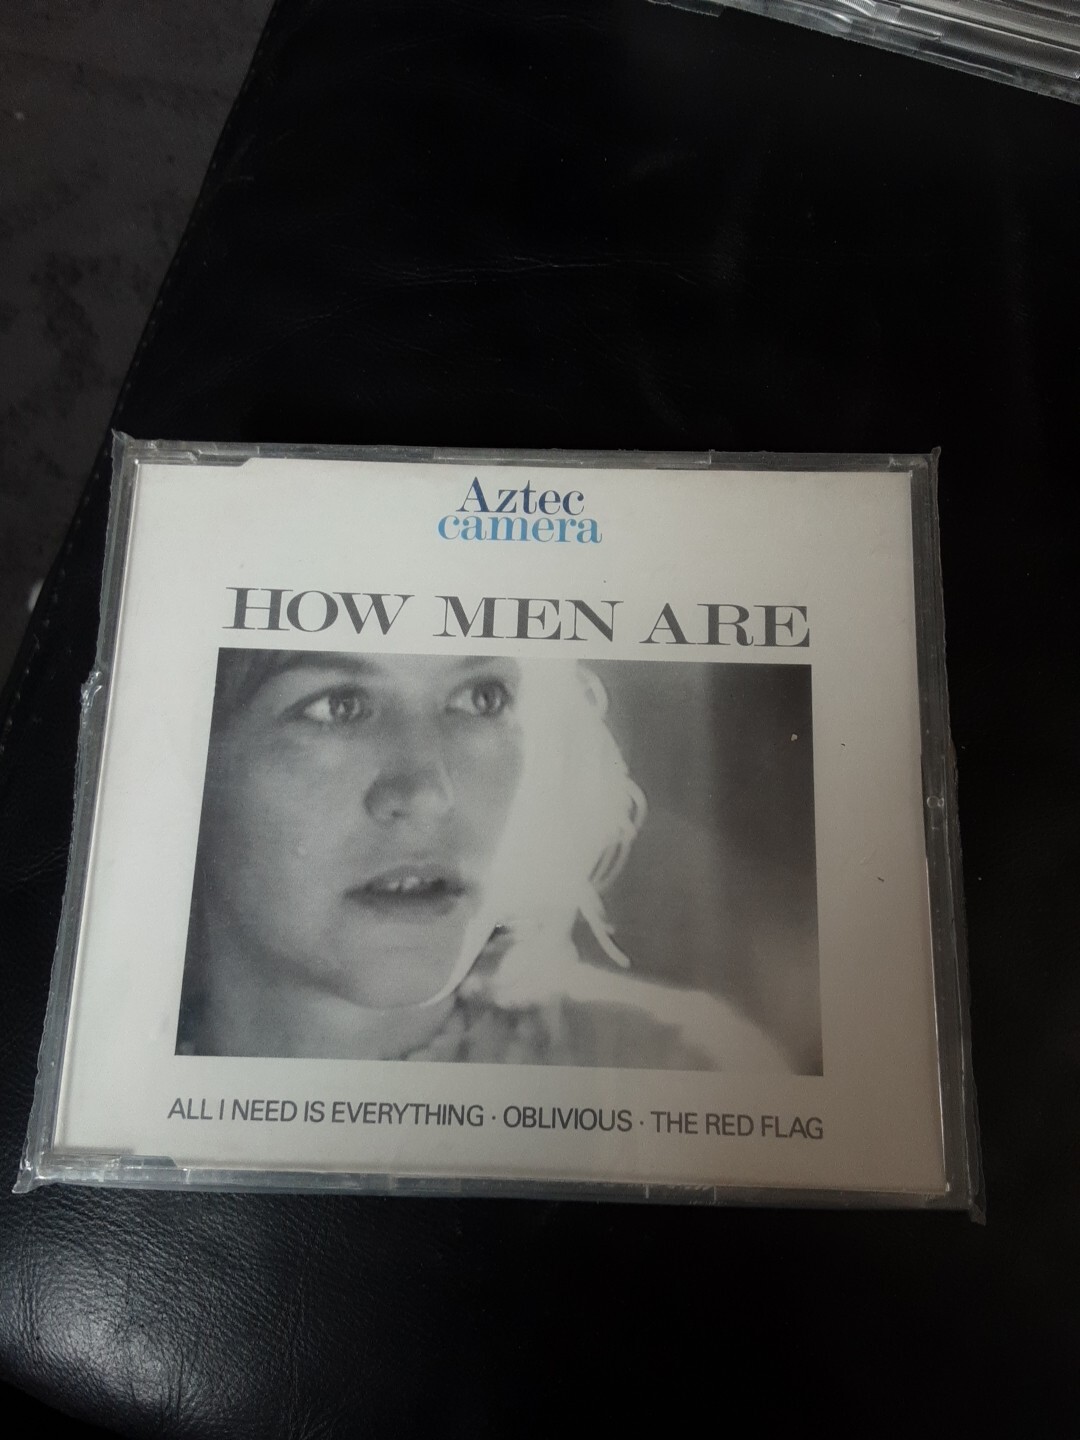 Aztec
camera
HOW MEN ARE
ALL I NEED IS EVERYTHING · OBLIVIOUS · THE RED FLAG